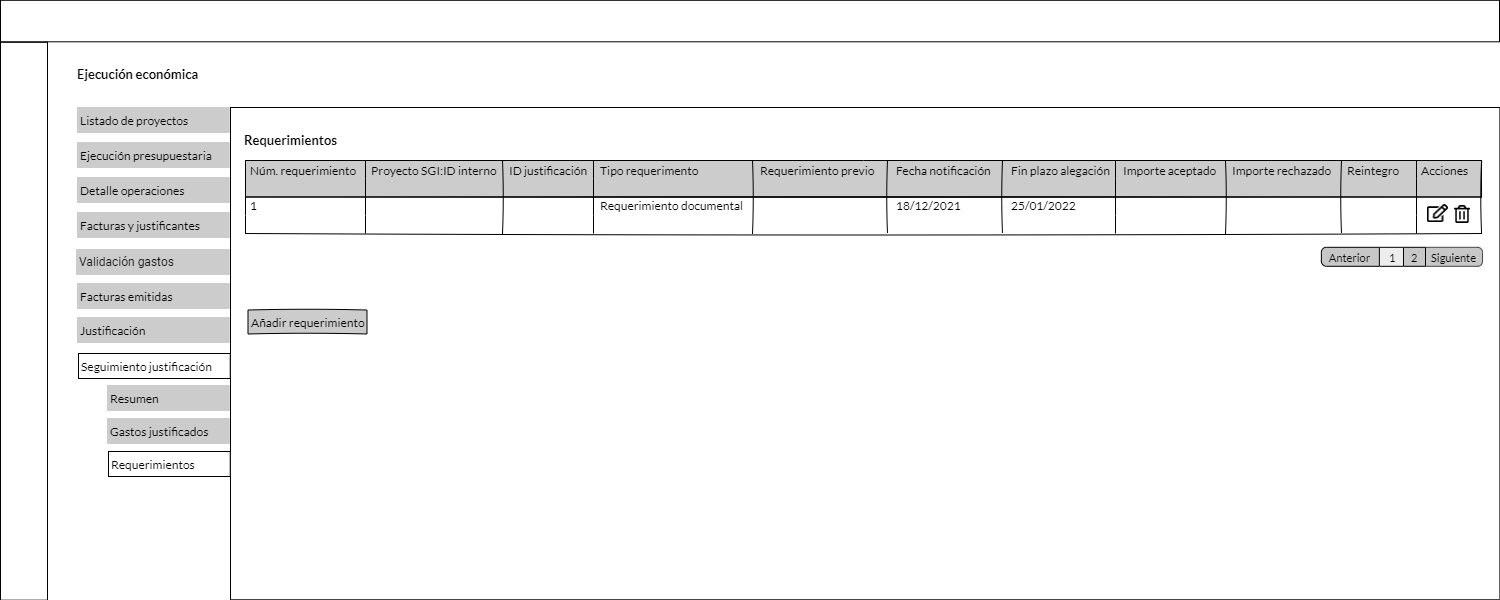 Ejecución económica
Listado de proyectos
Ejecución presupuestaria
Detalle operaciones
Facturas y justificantes
Validación gastos
Facturas emitidas
Justificación
Seguimiento justificación
Resumen
Gastos justificados
Requerimientos
Requerimientos
Núm. requerimiento Proyecto SGI:ID interno ID justificación Tipo requerimento Requerimiento previo Fecha notificación Fin plazo alegación Importe aceptado Importe rechazado Reintegro Acciones
1 Requerimiento documental 18/12/2021 25/01/2022
Anterior 1 2 Siguiente
Añadir requerimiento